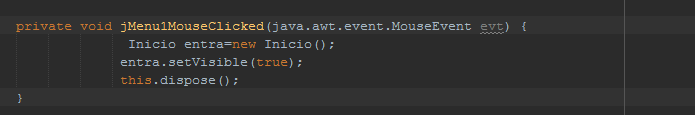 private void jMenu1MouseClicked(java.awt.event.MouseEvent evt) {
Inicio entra=new Inicio();
entra.setVisible(true);
this.dispose();
}